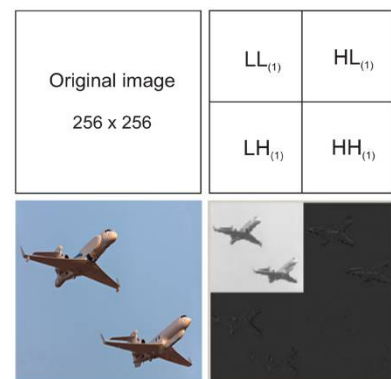 Original image
256 x 256
LL(1)
HL(1)
LH(1)
HH(1)